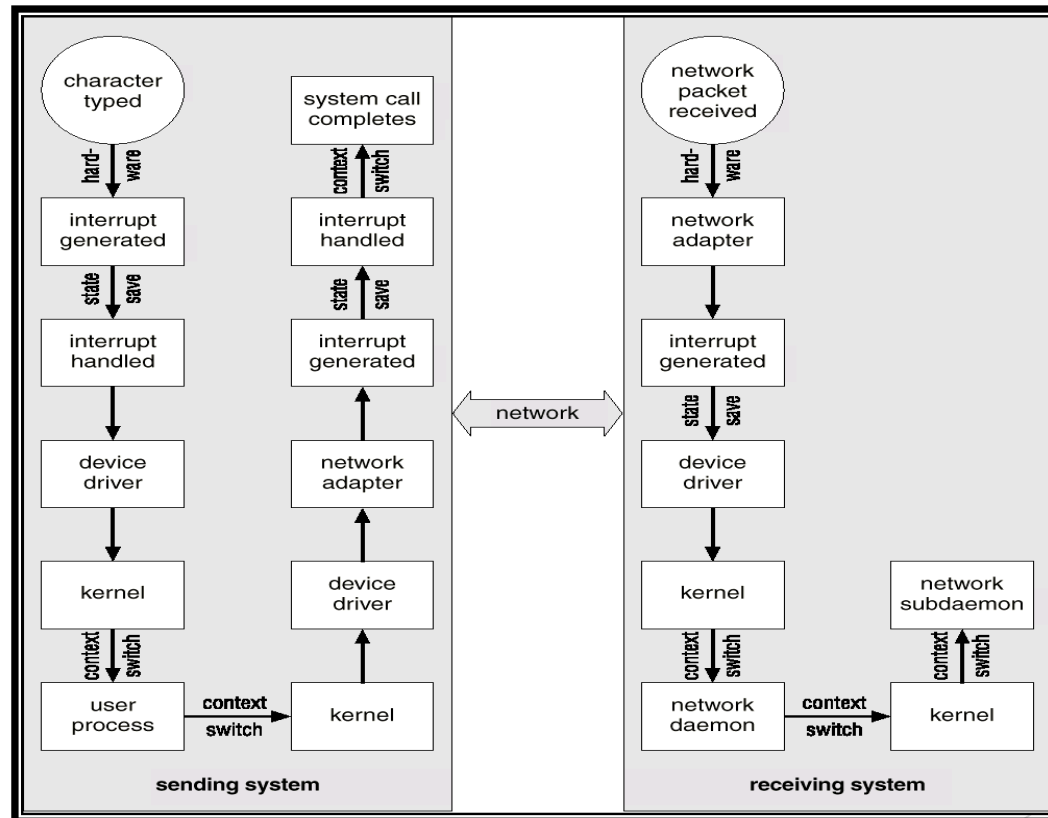 character
typed
hard-
ware
interrupt
generated
state
save
interrupt
handled
device
driver
kernel
context
switch
user
process
context
switch
kernel
device
driver
network
adapter
interrupt
generated
state
save
interrupt
handled
context
switch
system call
completes
sending system
network
network
packet
received
hard-
ware
network
adapter
interrupt
generated
state
save
device
driver
kernel
context
switch
network
daemon
context
switch
kernel
context
switch
network
subdaemon
receiving system